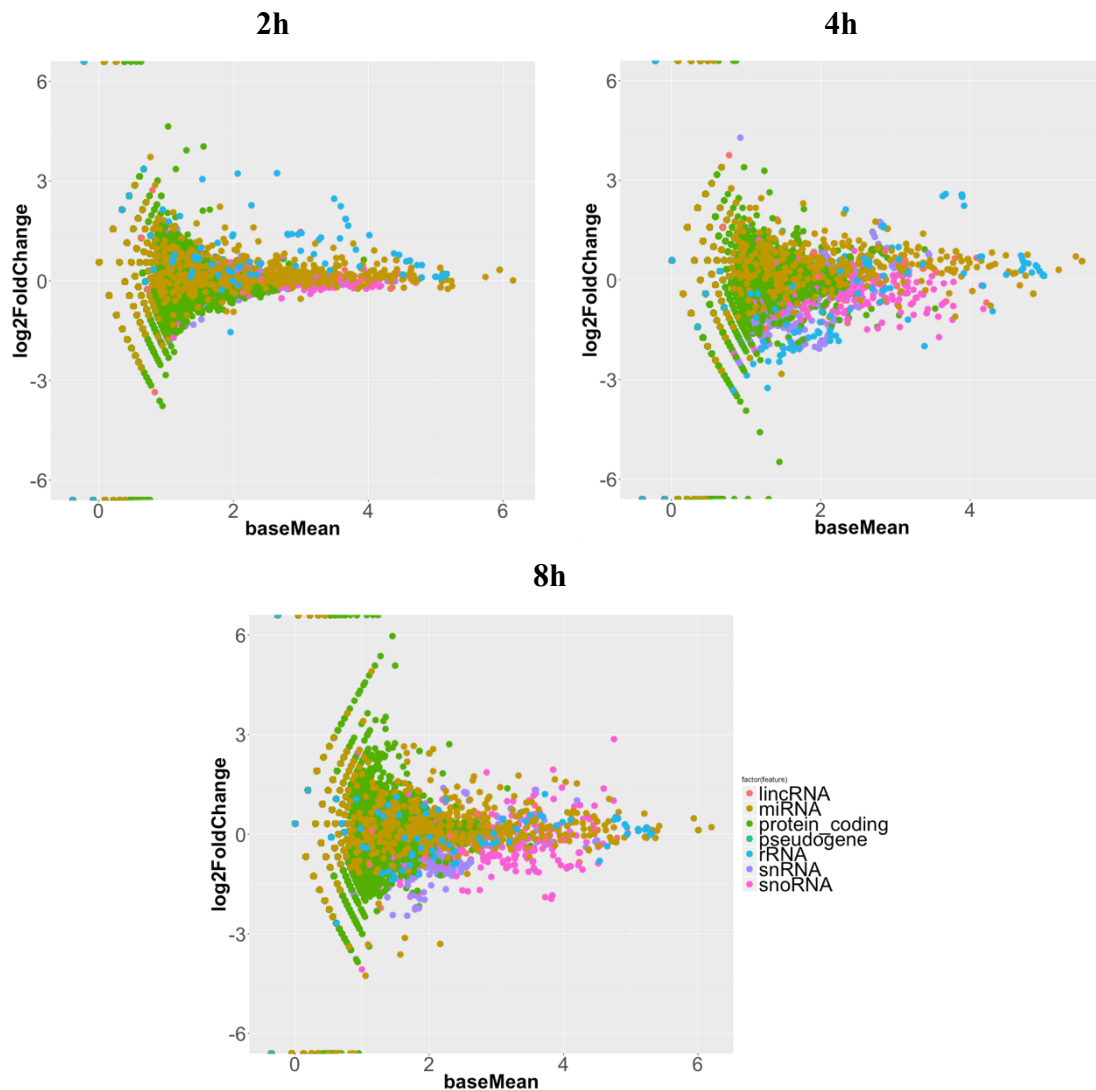 2h
4h
6
3
0
-3
-6
log2FoldChange
0
2
4
6
baseMean
6
3
0
-3
-6
log2FoldChange
0
2
4
baseMean
8h
6
3
0
-3
-6
log2FoldChange
0
2
4
6
baseMean
factor(feature)
lincRNA
miRNA
protein_coding
pseudogene
rRNA
snRNA
snoRNA